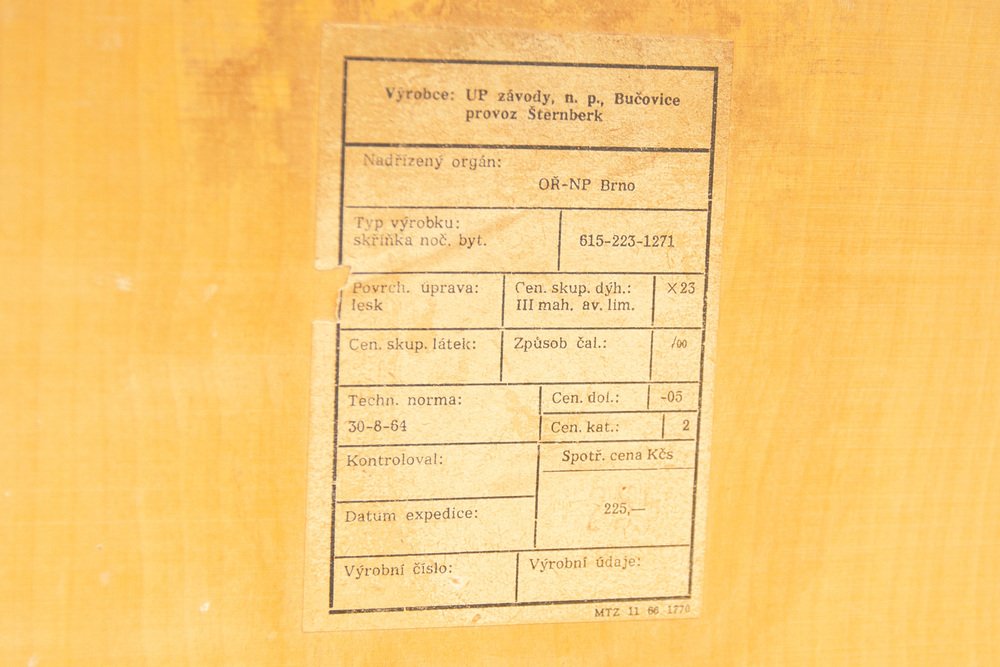 Výrobce: UP závody, n. p., Bučovice
provoz Šternberk
Nadřízený orgán:
OŘ-NP Brno
Typ výrobku:
skříňka noč. byt.
615-223-1271
Povrch. úprava:
lesk
Cen. skup. dýh.:
III mah. av. lim.
×23
Cen. skup. látek:
Způsob čal.:
/00
Techn. norma:
30-8-64
Cen. dol.:
-05
Cen. kat.:
2
Kontroloval:
Spotř. cena Kčs
225,—
Datum expedice:
Výrobní číslo:
Výrobní údaje:
MTZ 11 66 1770